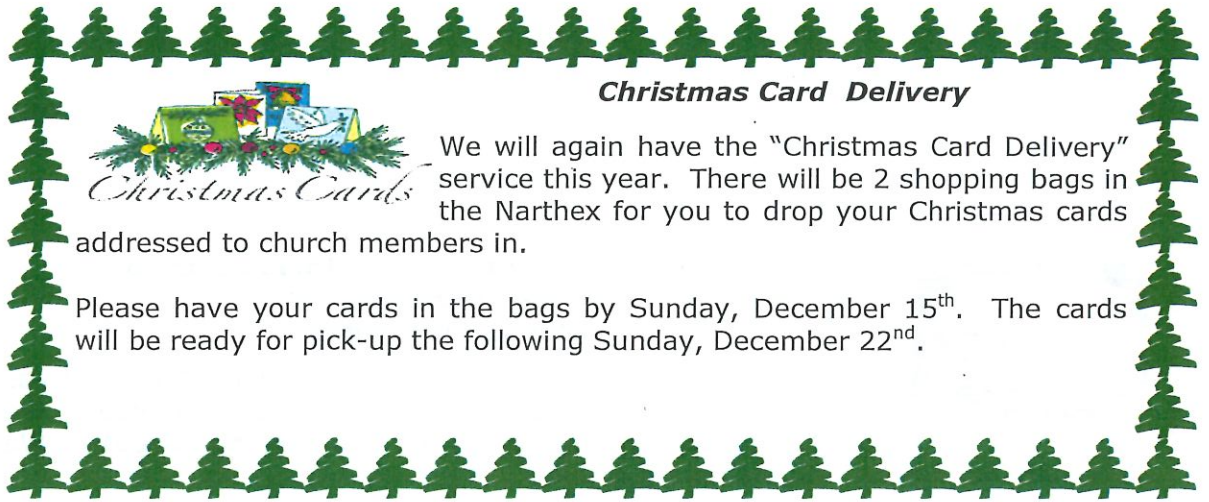 Christmas Card  Delivery
We will again have the “Christmas Card Delivery”
service this year.  There will be 2 shopping bags in
Christmas Cards
the Narthex for you to drop your Christmas cards
addressed to church members in.
Please have your cards in the bags by Sunday, December 15th.  The cards
will be ready for pick-up the following Sunday, December 22nd.